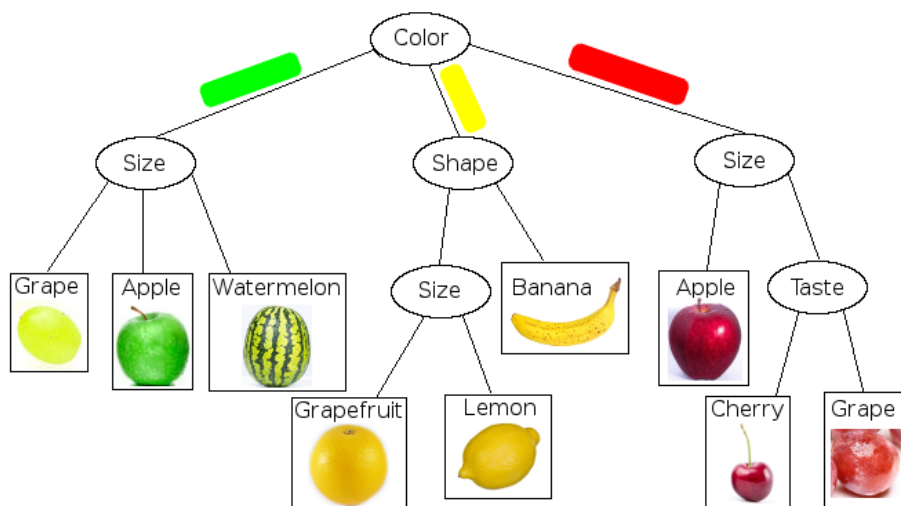 Color
Size
Shape
Size
Grape
Apple
Watermelon
Size
Banana
Apple
Taste
Grapefruit
Lemon
Cherry
Grape